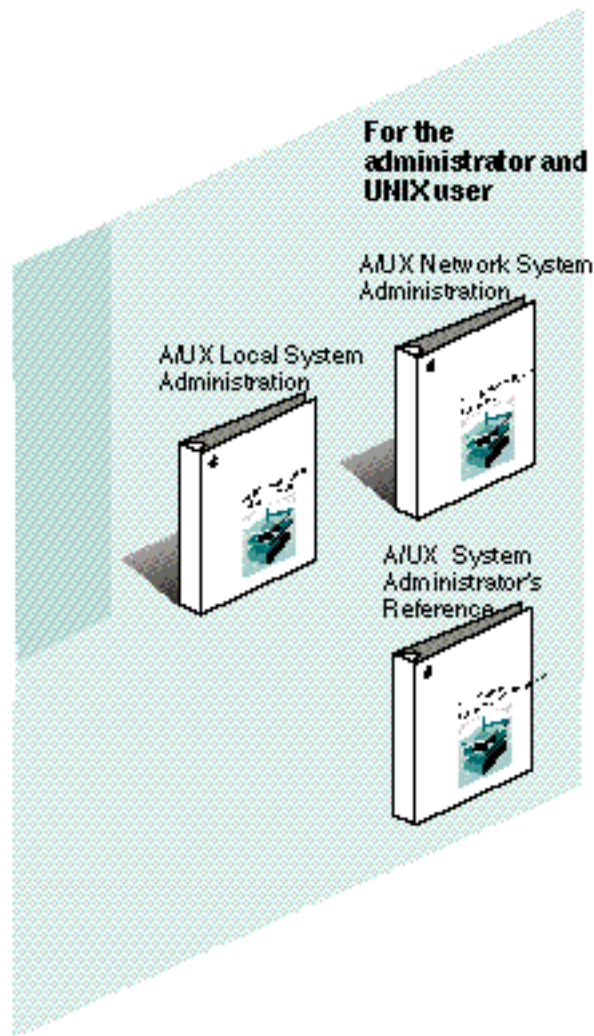 For the
administrator and
UNIX user
A/UX Network System
Administration
A/UX Local System
Administration
A/UX System
Administrator's
Reference